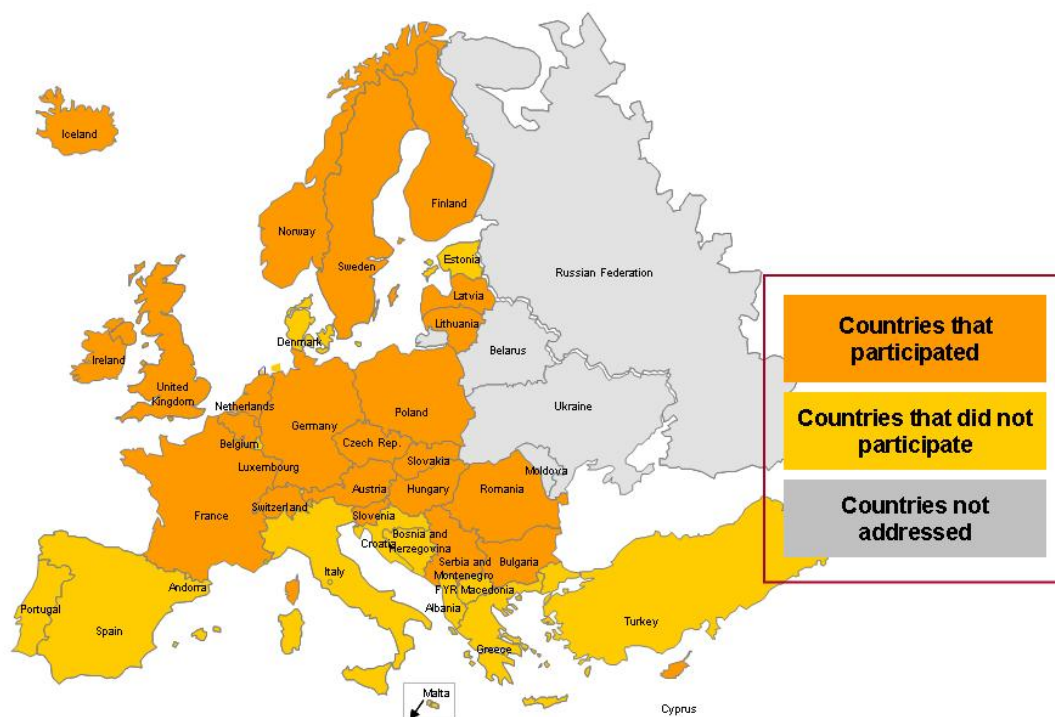 Iceland
Norway
Sweden
Finland
Estonia
Russian Federation
Latvia
Lithuania
Denmark
Belarus
Ireland
United
Kingdom
Netherlands
Germany
Poland
Ukraine
Belgium
Czech Rep.
Luxembourg
Slovakia
Moldova
Austria
Hungary
Romania
France
Switzerland
Slovenia
Croatia
Bosnia and
Herzegovina
Serbia and
Montenegro
Bulgaria
Italy
Andorra
FYR Macedonia
Portugal
Spain
Albania
Turkey
Greece
Malta
Cyprus
Countries that
participated
Countries that did not
participate
Countries not
addressed